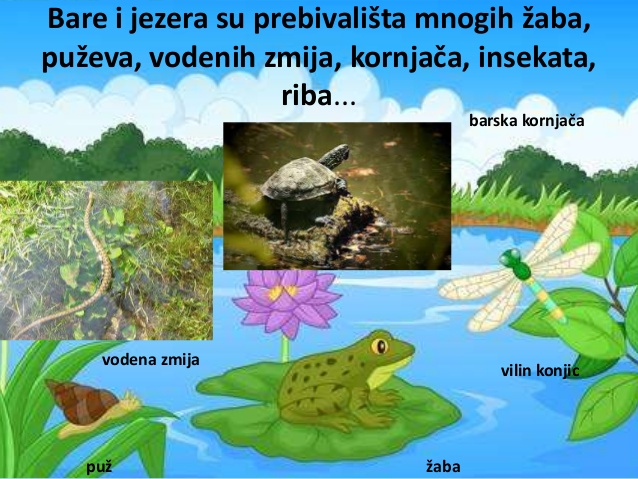 Bare i jezera su prebivališta mnogih žaba,
puževa, vodenih zmija, kornjača, insekata,
riba...
barska kornjača
vodena zmija
vilin konjic
puž
žaba